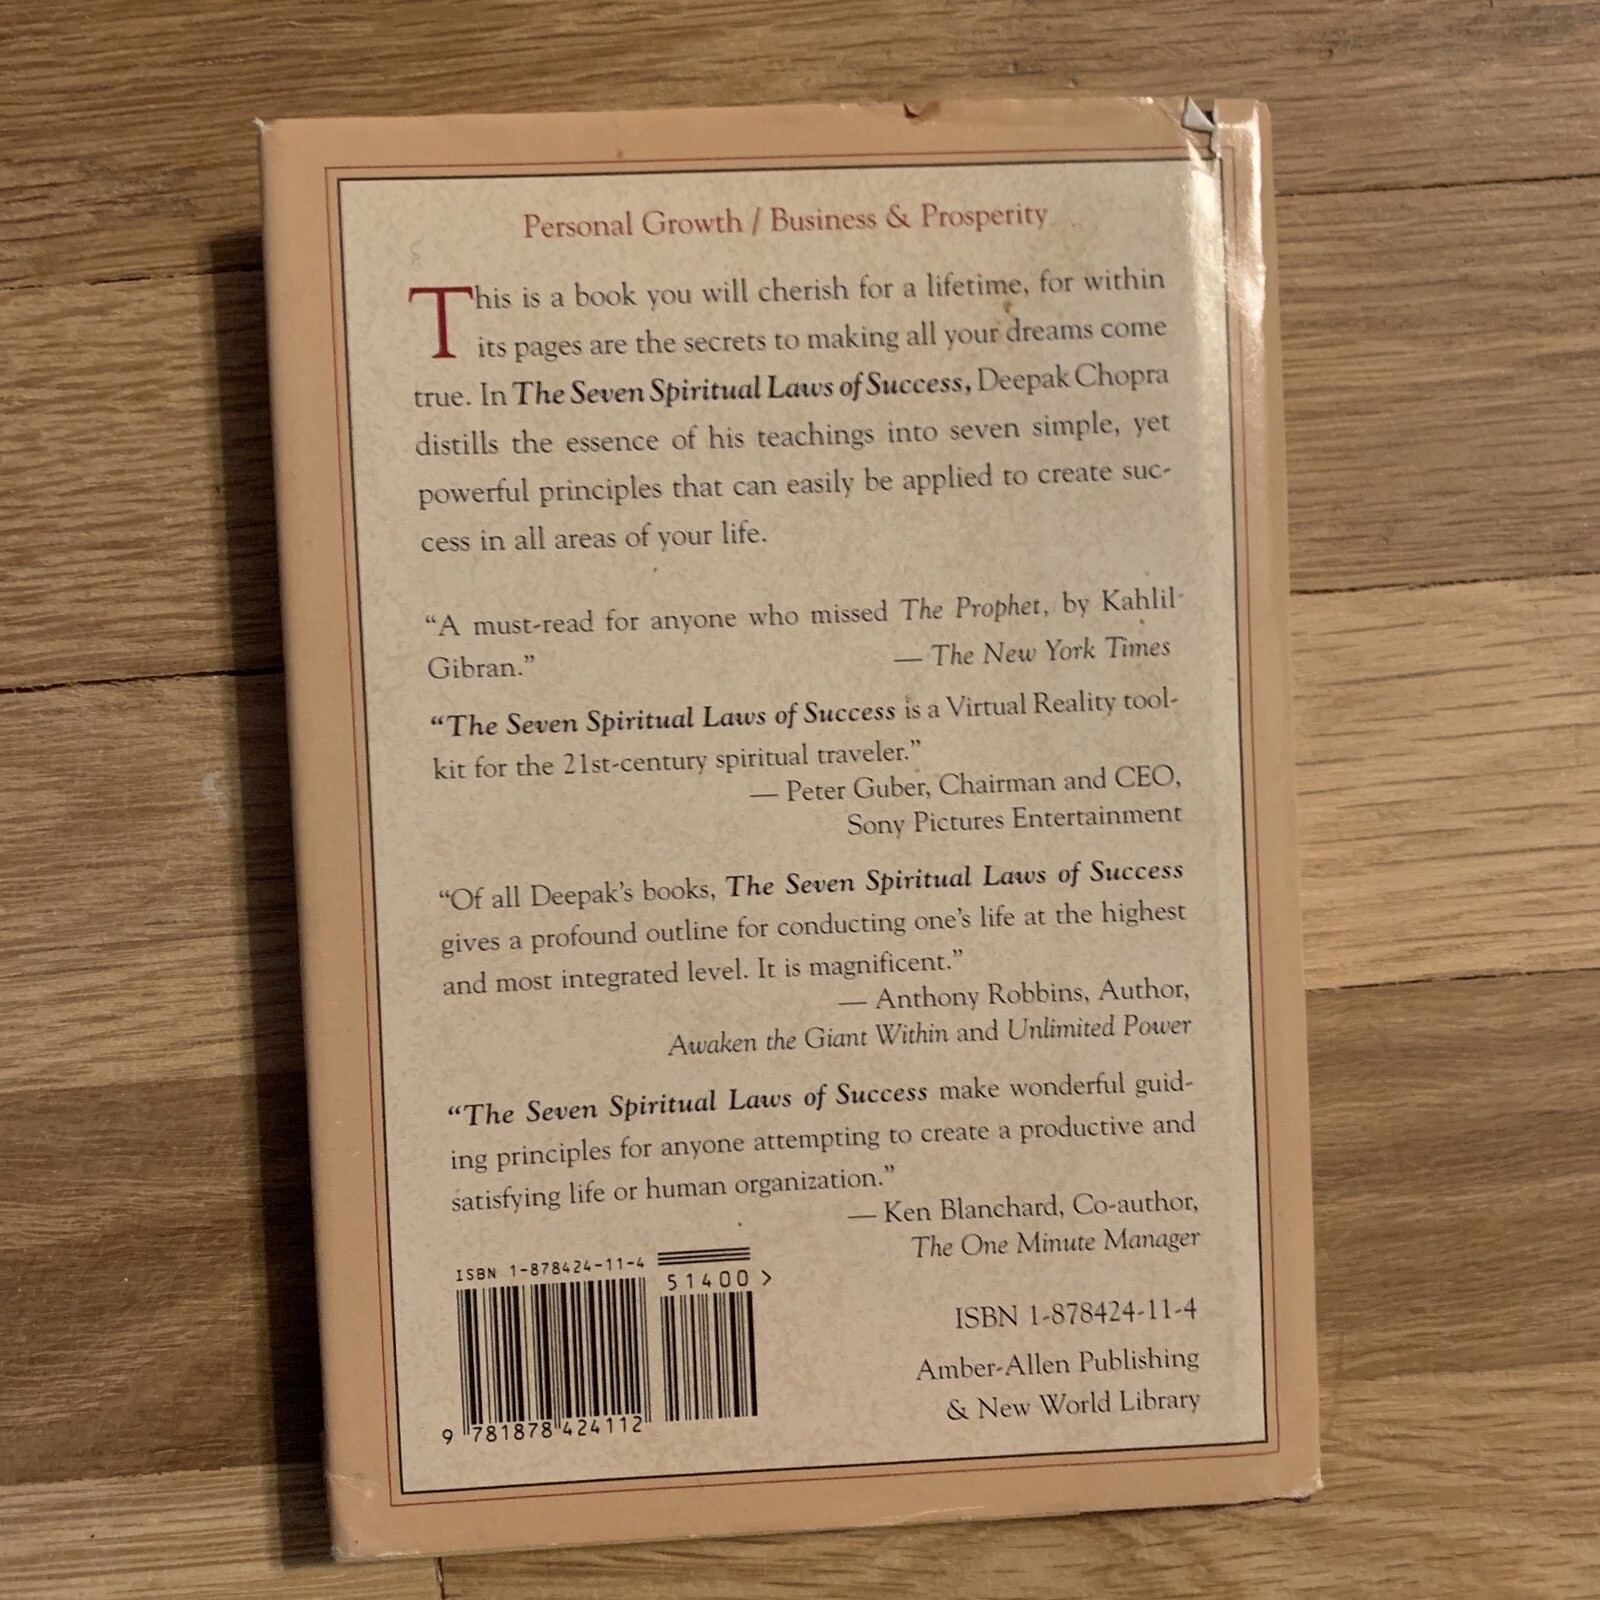 Personal Growth / Business & Prosperity
This is a book you will cherish for a lifetime, for within
its pages are the secrets to making all your dreams come
true. In The Seven Spiritual Laws of Success, Deepak Chopra
distills the essence of his teachings into seven simple, yet
powerful principles that can easily be applied to create suc-
cess in all areas of your life.
“A must-read for anyone who missed The Prophet, by Kahlil
Gibran.” — The New York Times
“The Seven Spiritual Laws of Success is a Virtual Reality tool-
kit for the 21st-century spiritual traveler.”
— Peter Guber, Chairman and CEO,
Sony Pictures Entertainment
“Of all Deepak’s books, The Seven Spiritual Laws of Success
gives a profound outline for conducting one’s life at the highest
and most integrated level. It is magnificent.”
— Anthony Robbins, Author,
Awaken the Giant Within and Unlimited Power
“The Seven Spiritual Laws of Success make wonderful guid-
ing principles for anyone attempting to create a productive and
satisfying life or human organization.”
— Ken Blanchard, Co-author,
The One Minute Manager
ISBN 1-878424-11-4
51400 >
9 781878 424112
ISBN 1-878424-11-4
Amber-Allen Publishing
& New World Library